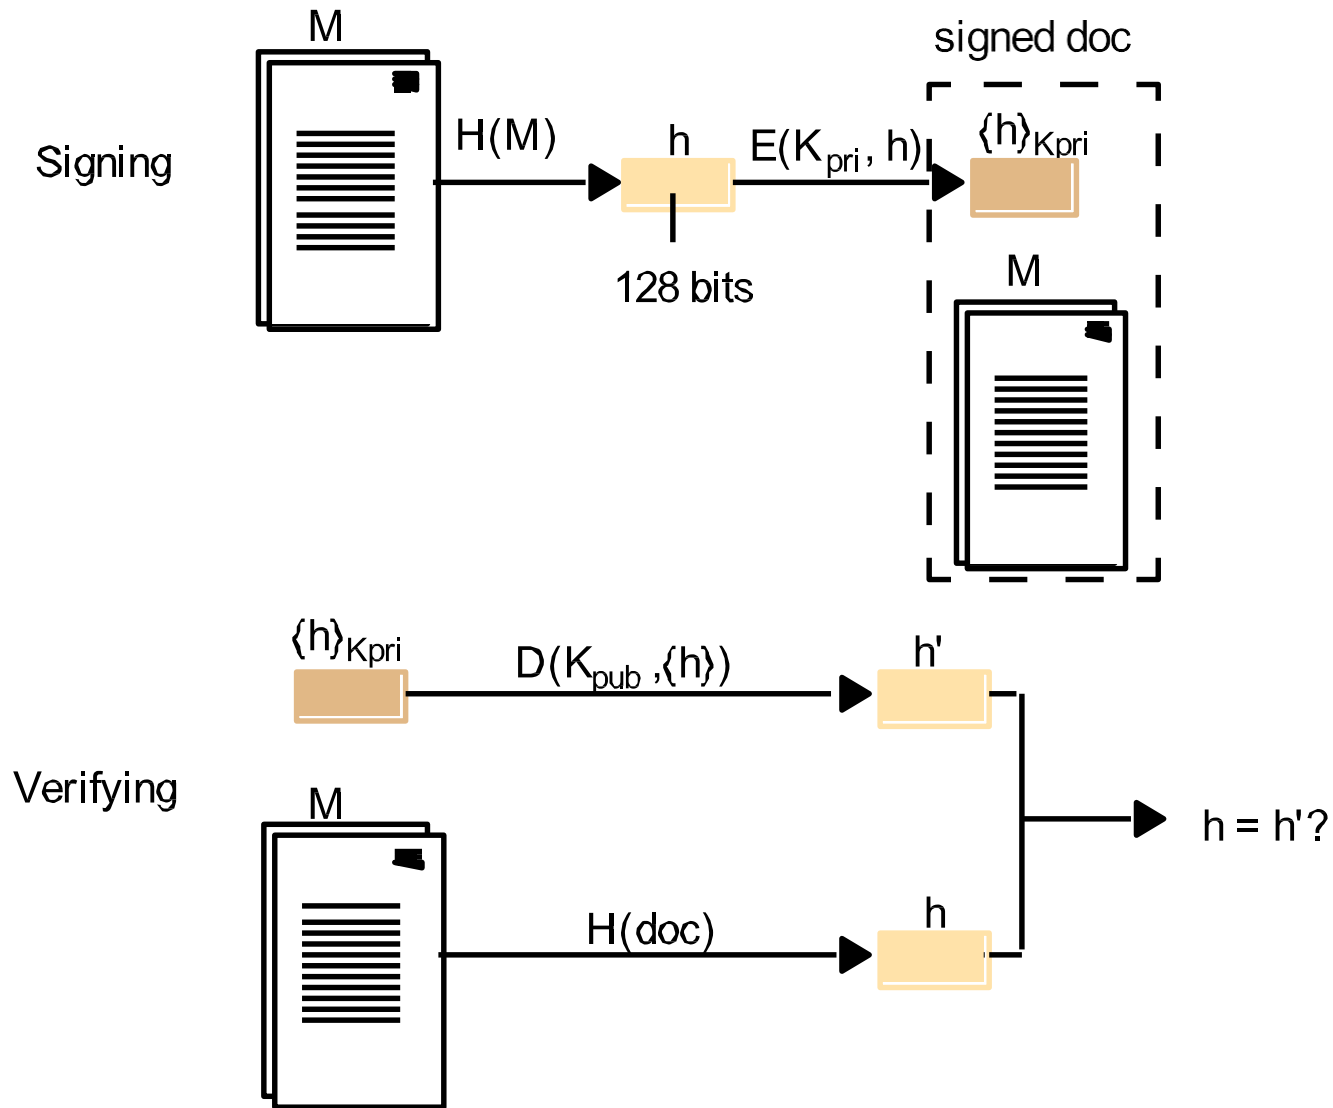 M
signed doc
Signing
H(M)
h
E(Kpri, h)
{h}Kpri
128 bits
M
{h}Kpri
D(Kpub ,{h})
h'
Verifying
M
h = h'?
H(doc)
h